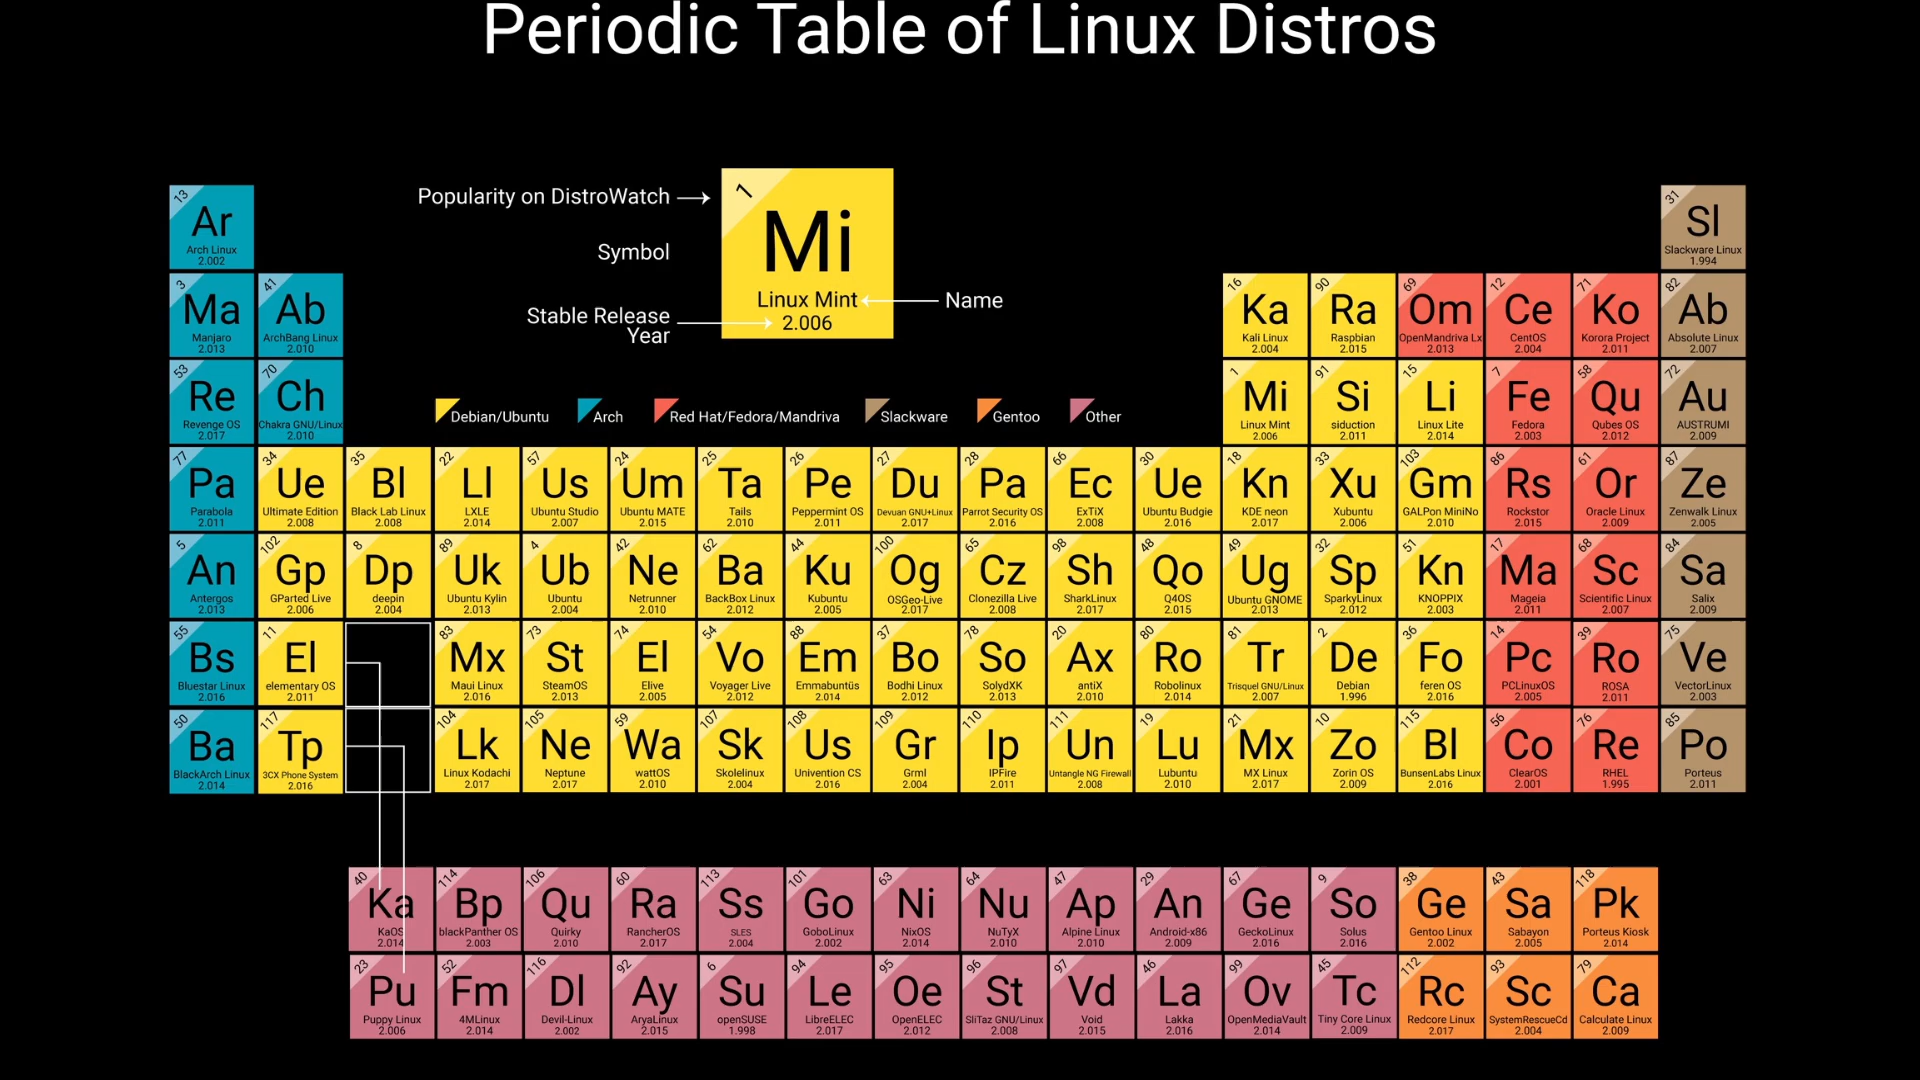 Periodic Table of Linux Distros
Popularity on DistroWatch
Symbol
Stable Release
Year
Name
1
Mi
Linux Mint
2.006
Debian/Ubuntu
Arch
Red Hat/Fedora/Mandriva
Slackware
Gentoo
Other
13
Ar
Arch Linux
2.002
31
Sl
Slackware Linux
1.994
3
Ma
Manjaro
2.013
41
Ab
ArchBang Linux
2.010
16
Ka
Kali Linux
2.004
90
Ra
Raspbian
2.015
69
Om
OpenMandriva Lx
2.013
12
Ce
CentOS
2.004
71
Ko
Korora Project
2.011
82
Ab
Absolute Linux
2.007
53
Re
Revenge OS
2.017
70
Ch
Chakra GNU/Linux
2.010
1
Mi
Linux Mint
2.006
91
Si
siduction
2.011
15
Li
Linux Lite
2.014
7
Fe
Fedora
2.003
58
Qu
Qubes OS
2.012
72
Au
AUSTRUMI
2.009
77
Pa
Parabola
2.011
34
Ue
Ultimate Edition
2.008
35
Bl
Black Lab Linux
2.008
22
Ll
LXLE
2.014
57
Us
Ubuntu Studio
2.007
24
Um
Ubuntu MATE
2.015
25
Ta
Tails
2.010
26
Pe
Peppermint OS
2.011
27
Du
Devuan GNU+Linux
2.017
28
Pa
Parrot Security OS
2.016
66
Ec
ExTiX
2.008
30
Ue
Ubuntu Budgie
2.016
18
Kn
KDE neon
2.017
33
Xu
Xubuntu
2.006
103
Gm
GALPon MiniNo
2.010
86
Rs
Rockstor
2.015
61
Or
Oracle Linux
2.009
87
Ze
Zenwalk Linux
2.005
5
An
Antergos
2.013
102
Gp
GParted Live
2.006
8
Dp
deepin
2.004
89
Uk
Ubuntu Kylin
2.013
4
Ub
Ubuntu
2.004
42
Ne
Netrunner
2.010
62
Ba
BackBox Linux
2.012
44
Ku
Kubuntu
2.005
100
Og
OSGeo-Live
2.017
65
Cz
Clonezilla Live
2.008
98
Sh
SharkLinux
2.017
48
Qo
Q4OS
2.015
49
Ug
Ubuntu GNOME
2.013
32
Sp
SparkyLinux
2.012
51
Kn
KNOPPIX
2.003
17
Ma
Mageia
2.011
68
Sc
Scientific Linux
2.007
84
Sa
Salix
2.009
55
Bs
Bluestar Linux
2.016
11
El
elementary OS
2.011
83
Mx
Maui Linux
2.016
73
St
SteamOS
2.013
74
El
Elive
2.005
54
Vo
Voyager Live
2.012
88
Em
Emmabuntüs
2.014
37
Bo
Bodhi Linux
2.012
78
So
SolydXK
2.013
20
Ax
antiX
2.010
80
Ro
Robolinux
2.014
81
Tr
Trisquel GNU/Linux
2.007
2
De
Debian
1.996
36
Fo
feren OS
2.016
14
Pc
PCLinuxOS
2.005
39
Ro
ROSA
2.011
75
Ve
VectorLinux
2.003
50
Ba
BlackArch Linux
2.014
117
Tp
3CX Phone System
2.016
104
Lk
Linux Kodachi
2.017
105
Ne
Neptune
2.017
59
Wa
wattOS
2.010
107
Sk
Skolelinux
2.004
108
Us
Univention CS
2.016
109
Gr
Grml
2.004
110
Ip
IPFire
2.011
111
Un
Untangle NG Firewall
2.008
19
Lu
Lubuntu
2.010
21
Mx
MX Linux
2.017
10
Zo
Zorin OS
2.009
115
Bl
BunsenLabs Linux
2.016
56
Co
ClearOS
2.001
76
Re
RHEL
1.995
85
Po
Porteus
2.011
40
Ka
KaOS
2.014
114
Bp
blackPanther OS
2.003
106
Qu
Quirky
2.010
60
Ra
RancherOS
2.017
113
Ss
SLES
2.004
101
Go
GoboLinux
2.002
63
Ni
NixOS
2.014
64
Nu
NuTyX
2.010
47
Ap
Alpine Linux
2.010
29
An
Android-x86
2.009
67
Ge
GeckoLinux
2.016
9
So
Solus
2.016
38
Ge
Gentoo Linux
2.002
43
Sa
Sabayon
2.005
118
Pk
Porteus Kiosk
2.014
23
Pu
Puppy Linux
2.006
52
Fm
4MLinux
2.014
116
Dl
Devil-Linux
2.002
92
Ay
AryaLinux
2.015
6
Su
openSUSE
1.998
94
Le
LibreELEC
2.017
95
Oe
OpenELEC
2.012
96
St
SliTaz GNU/Linux
2.008
97
Vd
Void
2.015
46
La
Lakka
2.016
99
Ov
OpenMediaVault
2.014
45
Tc
Tiny Core Linux
2.009
112
Rc
Redcore Linux
2.017
93
Sc
SystemRescueCd
2.004
79
Ca
Calculate Linux
2.009